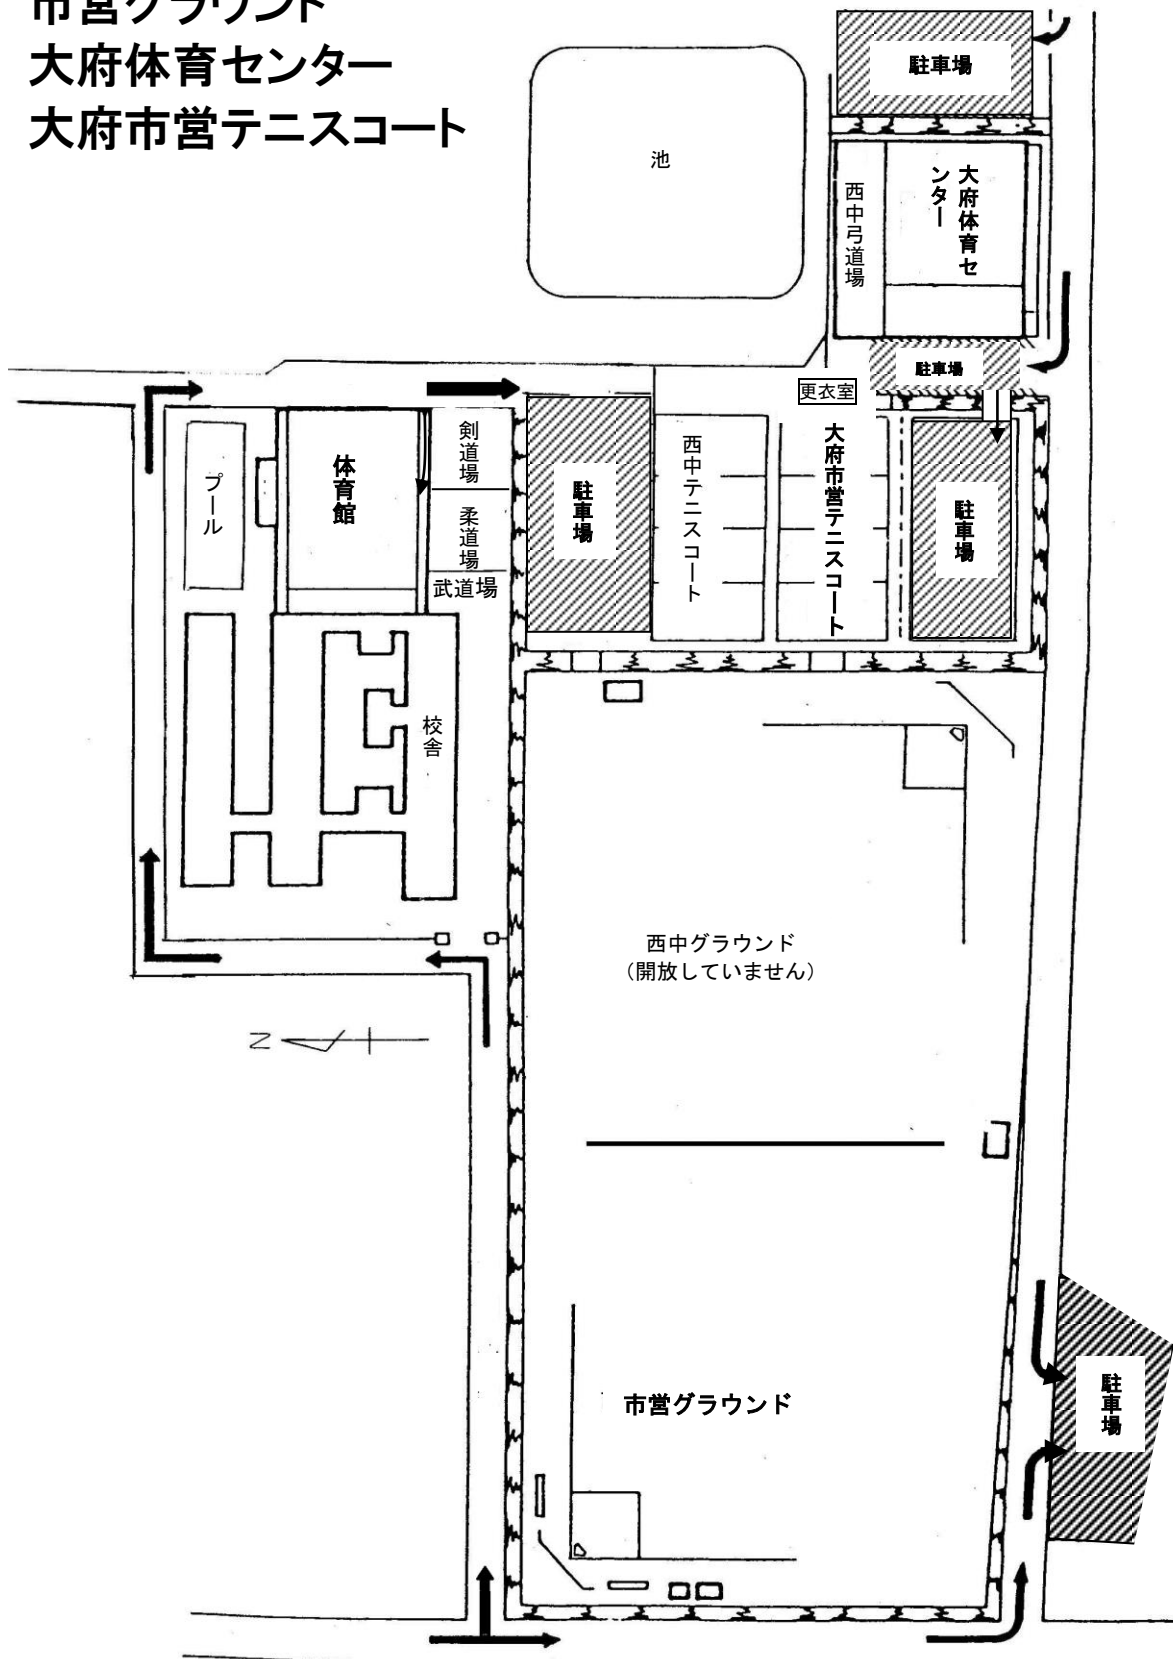 市営グラウンド
大府体育センター
大府市営テニスコート
駐車場
池
西中弓道場
大府体育セ
ンター
駐車場
更衣室
プール
体育館
剣道場
柔道場
武道場
駐車場
西中テニスコート
大府市営テニスコート
駐車場
校舎
西中グラウンド
（開放していません）
N
市営グラウンド
駐車場